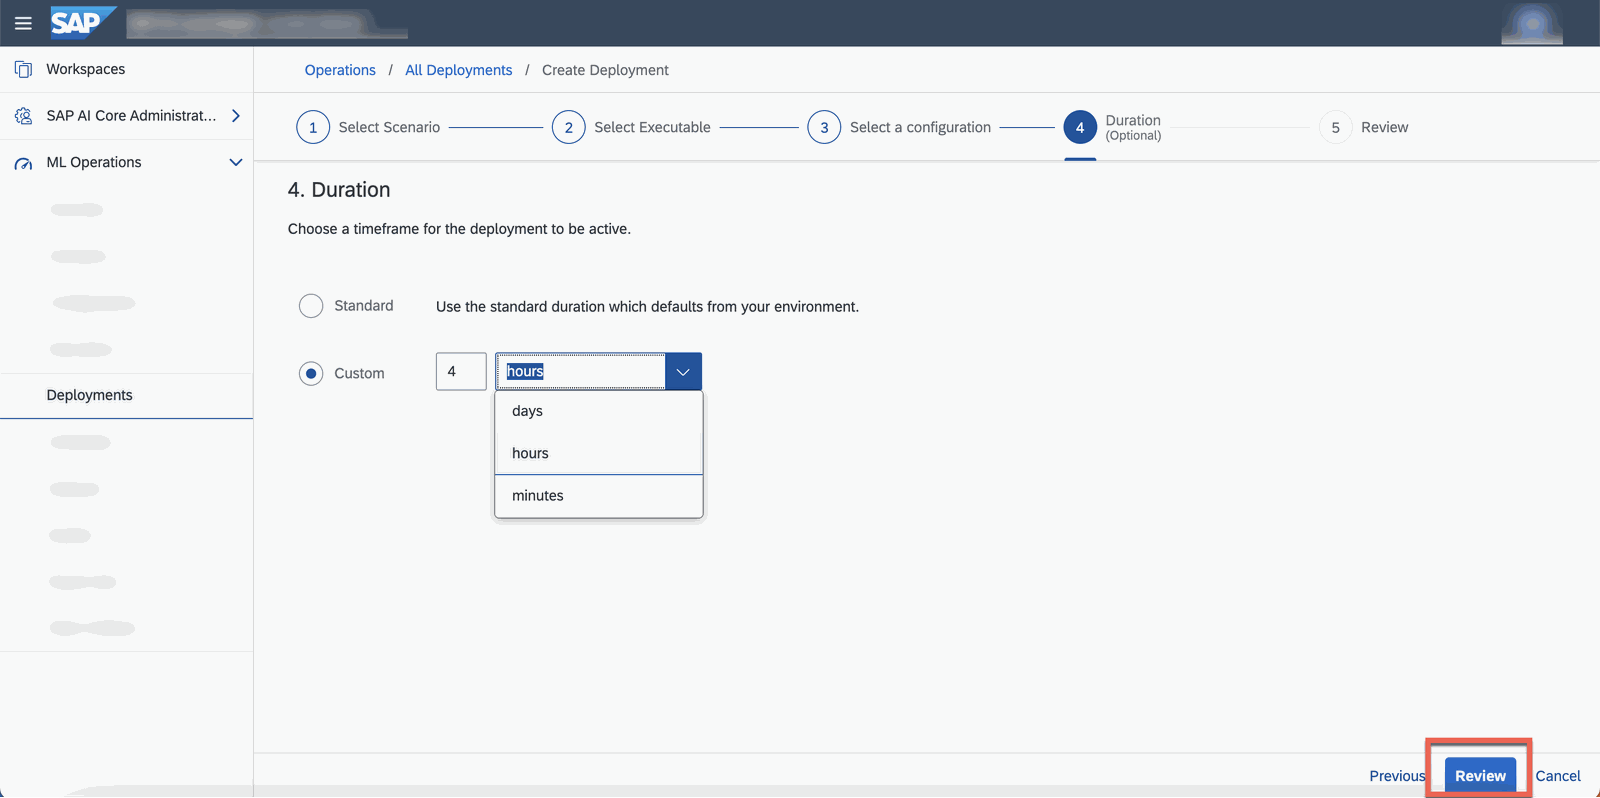 SAP
Workspaces
SAP AI Core Administrat...
ML Operations
Deployments
Operations / All Deployments / Create Deployment
1 Select Scenario
2 Select Executable
3 Select a configuration
4 Duration
(Optional)
5 Review
4. Duration
Choose a timeframe for the deployment to be active.
Standard Use the standard duration which defaults from your environment.
Custom 4 hours
days
hours
minutes
Previous Review Cancel